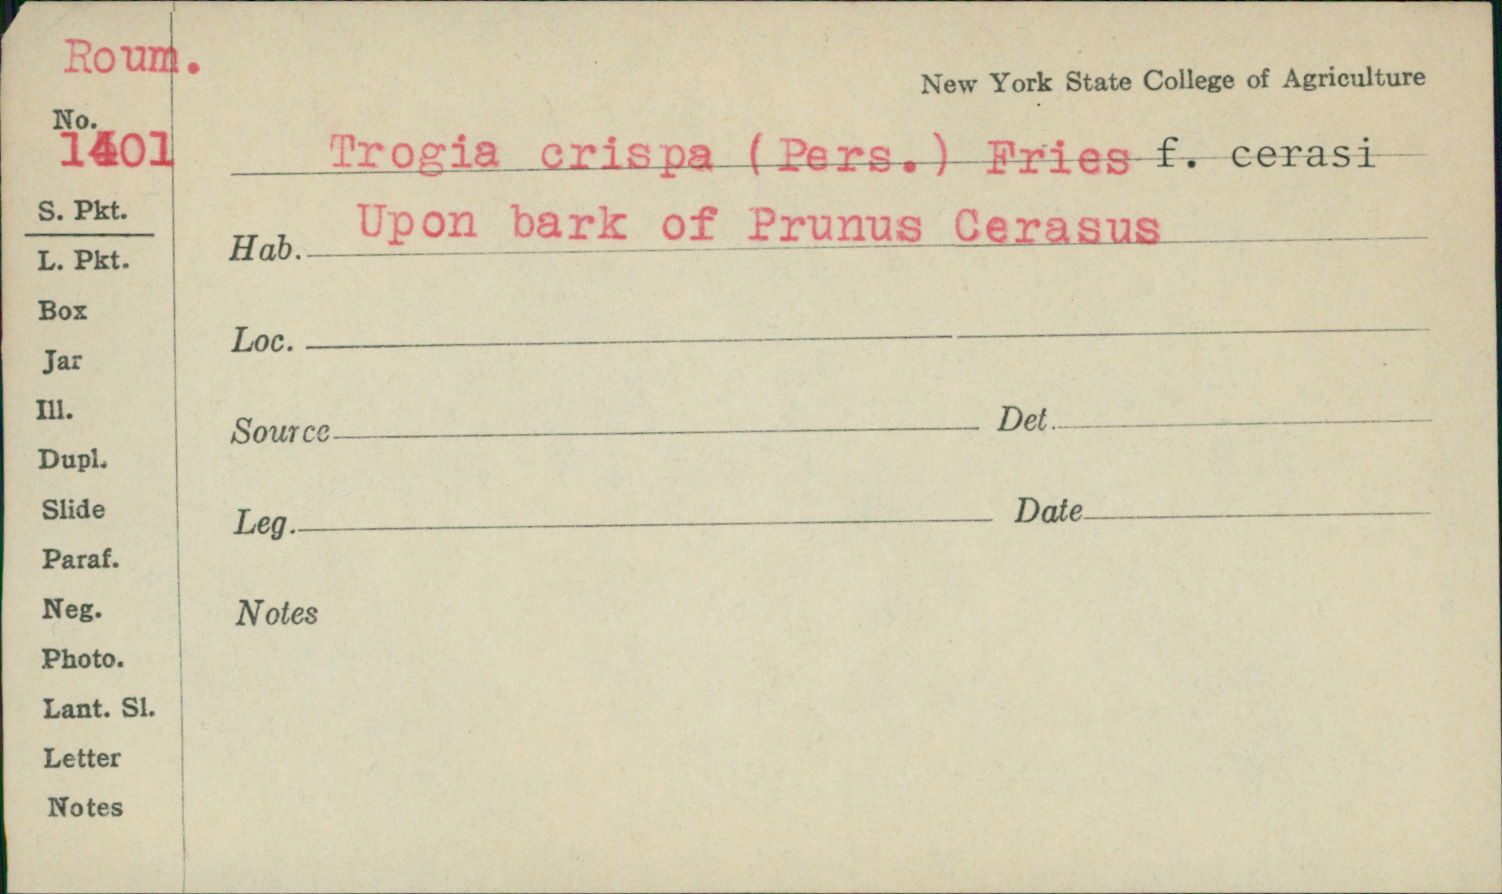 Roum.
New York State College of Agriculture
No.
1401
Trogia crispa (Pers.) Fries f. cerasi
S. Pkt.
Hab. Upon bark of Prunus Cerasus
L. Pkt.
Box
Loc.
Jar
Ill.
Source Det.
Dupl.
Slide
Leg. Date
Paraf.
Neg.
Notes
Photo.
Lant. Sl.
Letter
Notes